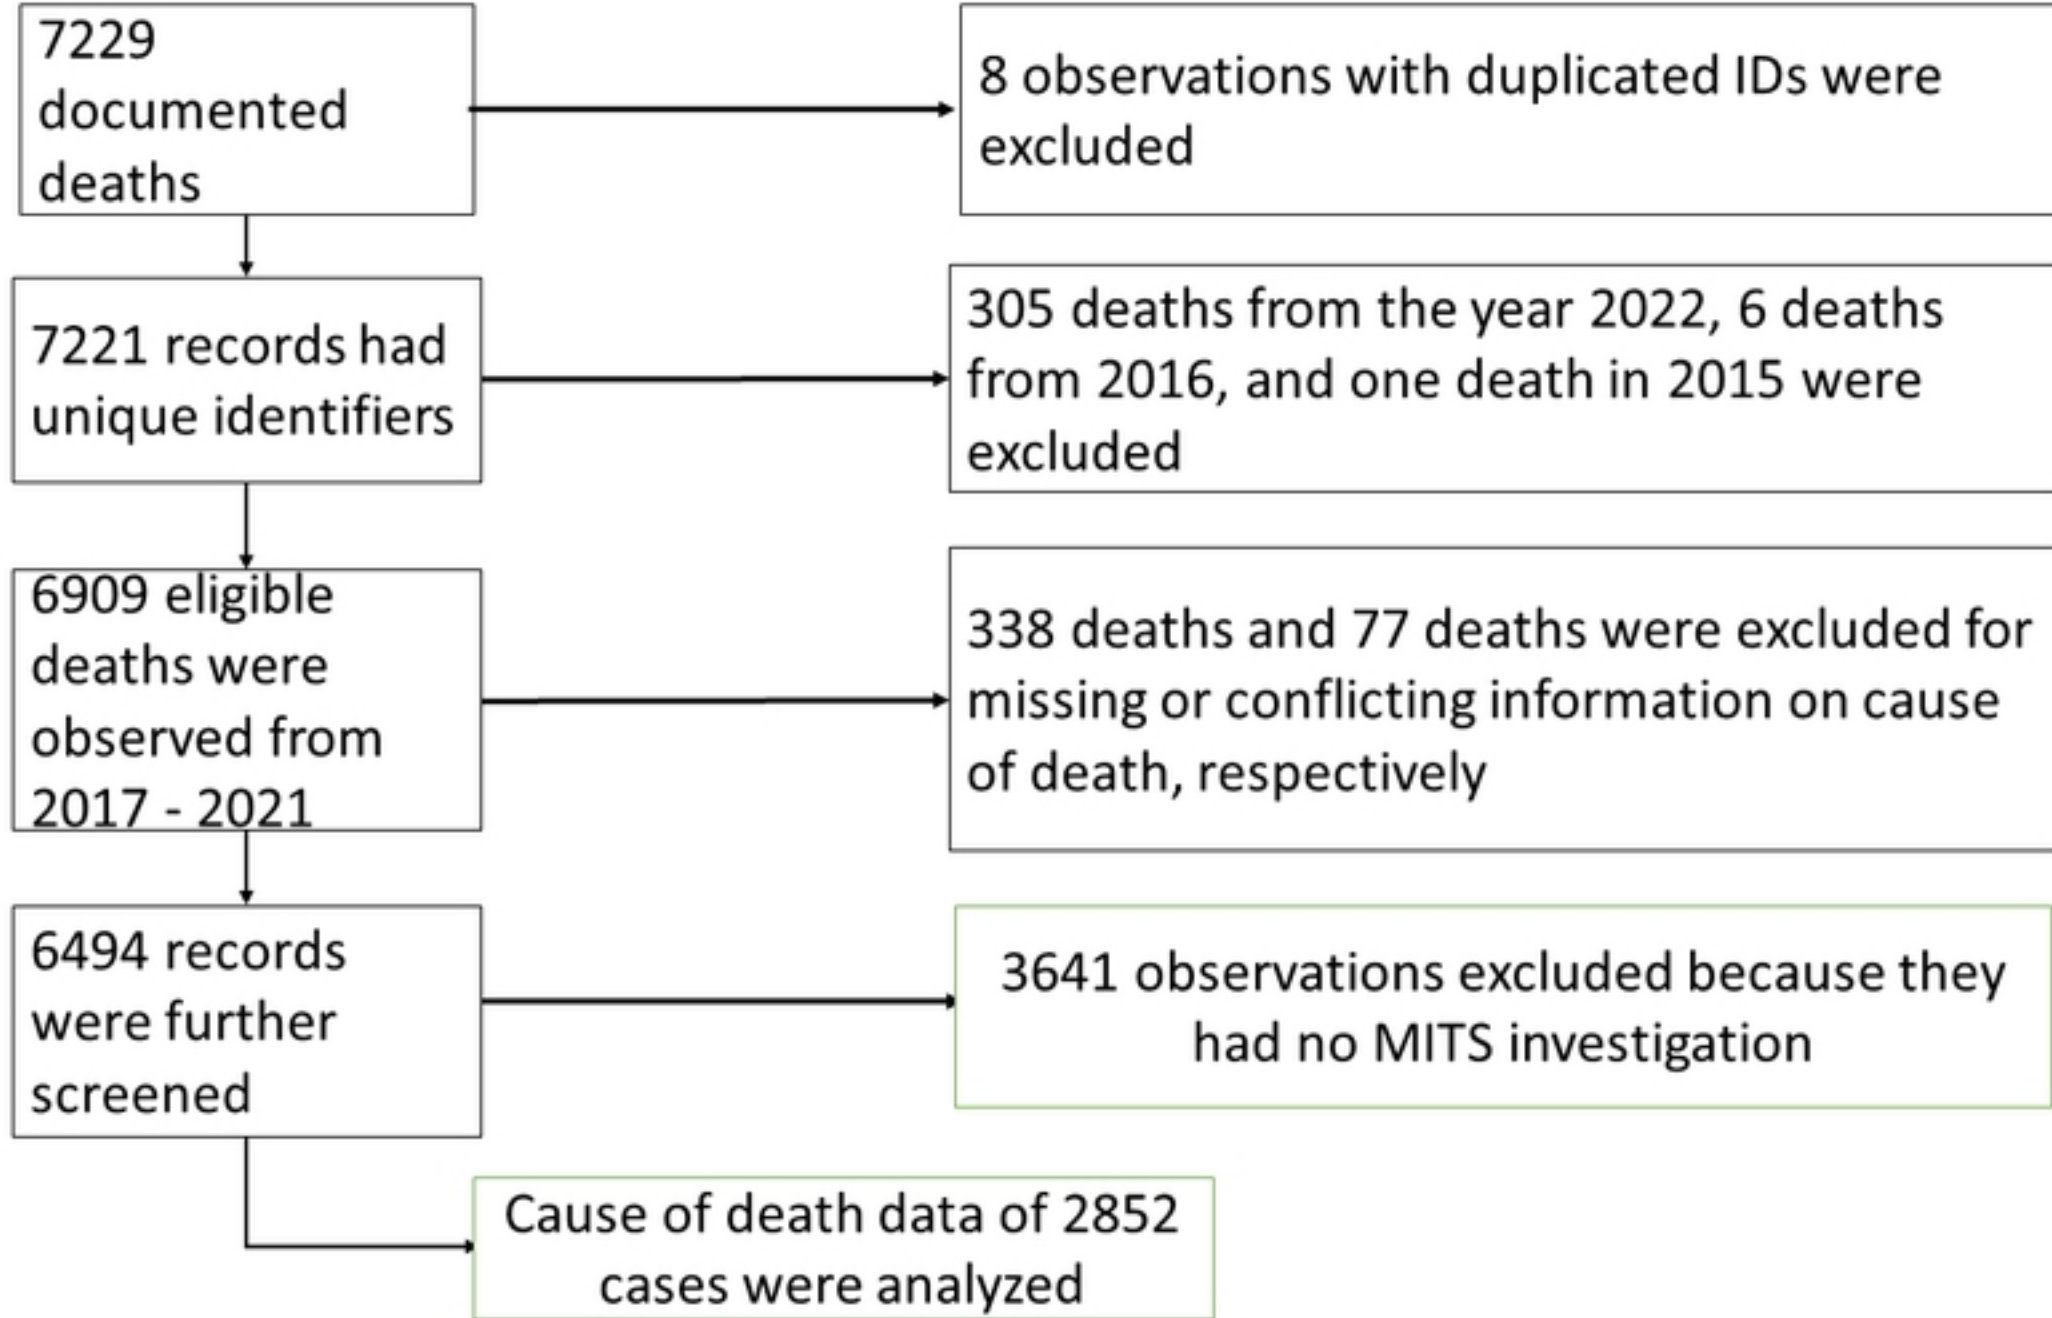 7229
documented
deaths
8 observations with duplicated IDs were
excluded
7221 records had
unique identifiers
305 deaths from the year 2022, 6 deaths
from 2016, and one death in 2015 were
excluded
6909 eligible
deaths were
observed from
2017 - 2021
338 deaths and 77 deaths were excluded for
missing or conflicting information on cause
of death, respectively
6494 records
were further
screened
3641 observations excluded because they
had no MITS investigation
Cause of death data of 2852
cases were analyzed